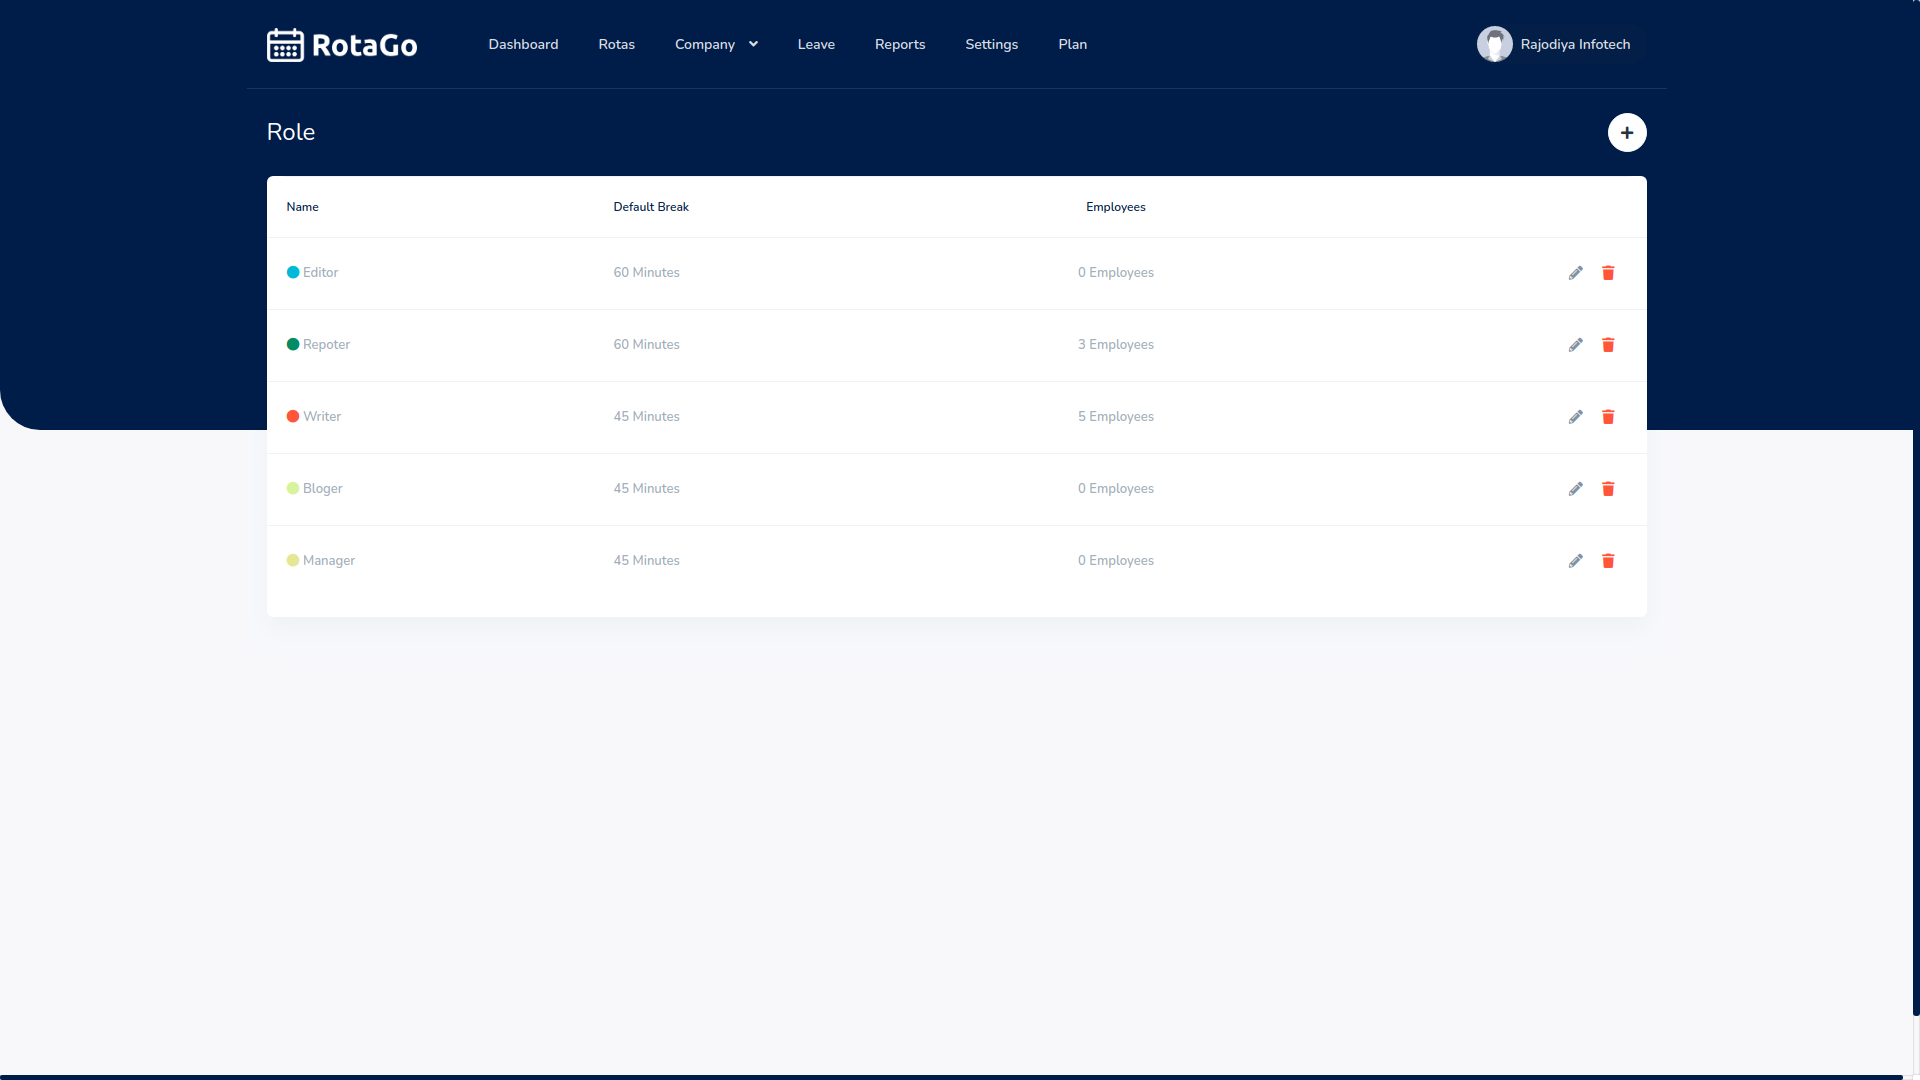 RotaGo Dashboard Rotas Company Leave Reports Settings Plan Rajodiya Infotech
Role
Name Default Break Employees
Editor 60 Minutes 0 Employees
Repoter 60 Minutes 3 Employees
Writer 45 Minutes 5 Employees
Bloger 45 Minutes 0 Employees
Manager 45 Minutes 0 Employees